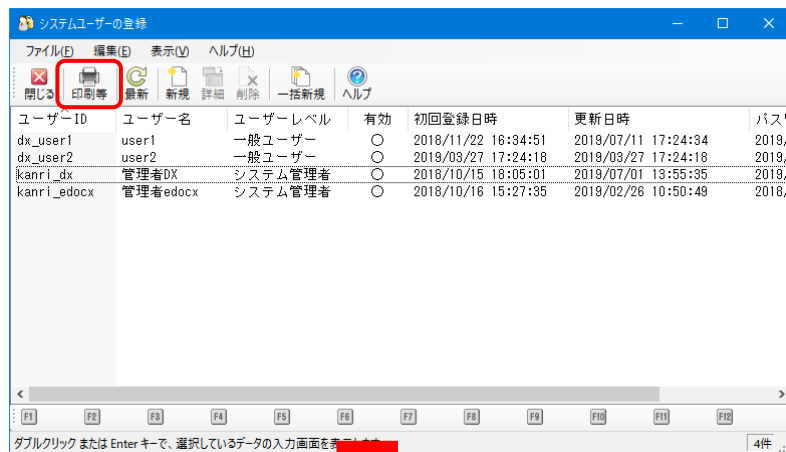 システムユーザーの登録
ファイル(F) 編集(E) 表示(V) ヘルプ(H)
閉じる 印刷等 最新 新規 詳細 削除 一括新規 ヘルプ
ユーザーID ユーザー名 ユーザーレベル 有効 初回登録日時 更新日時 パス
dx_user1 user1 一般ユーザー ○ 2018/11/22 16:34:51 2019/07/11 17:24:34 2019/
dx_user2 user2 一般ユーザー ○ 2019/03/27 17:24:18 2019/03/27 17:24:18 2019/
kanri_dx 管理者DX システム管理者 ○ 2018/10/15 18:05:01 2019/07/01 13:55:35 2019/
kanri_edocx 管理者edocx システム管理者 ○ 2018/10/16 15:27:35 2019/02/26 10:50:49 2018/
F1 F2 F3 F4 F5 F6 F7 F8 F9 F10 F11 F12
ダブルクリック または Enter キーで、選択しているデータの入力画面を 4件